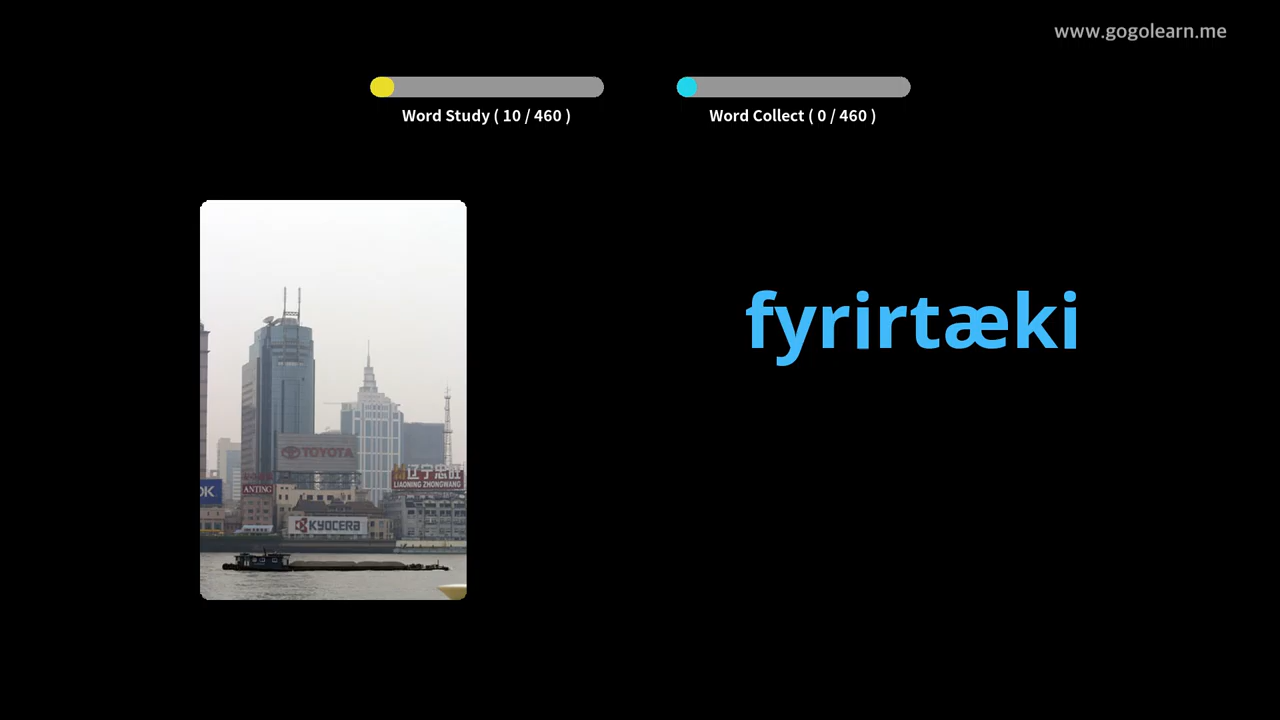 www.gogolearn.me
Word Study ( 10 / 460 )
Word Collect ( 0 / 460 )
fyrirtæki
TOYOTA
辽宁忠旺
LIAONING ZHONGWANG
OK
ANTING
KYOCERA